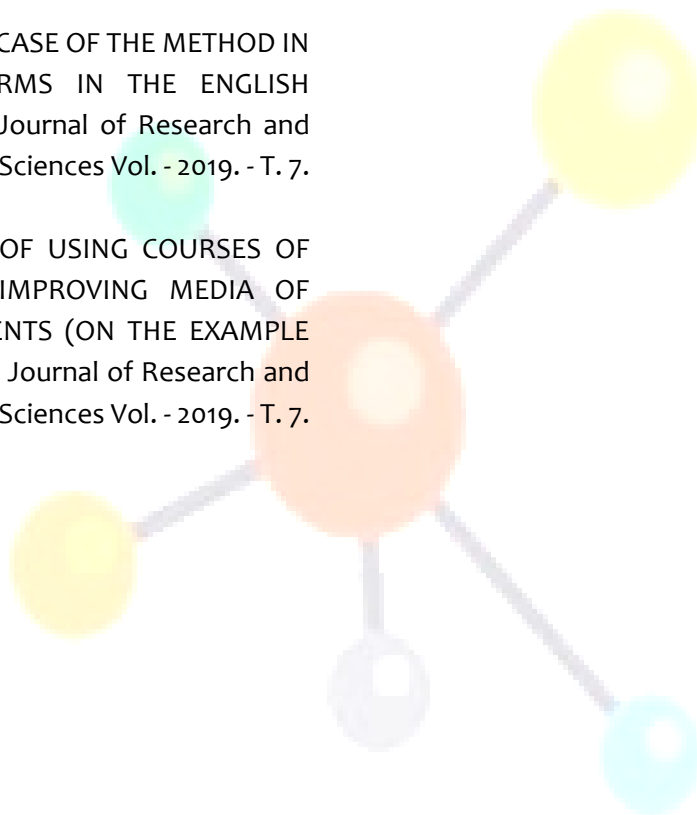 CASE OF THE METHOD IN
RMS IN THE ENGLISH
Journal of Research and
Sciences Vol. - 2019. - T. 7.
OF USING COURSES OF
IMPROVING MEDIA OF
ENTS (ON THE EXAMPLE
Journal of Research and
Sciences Vol. - 2019. - T. 7.